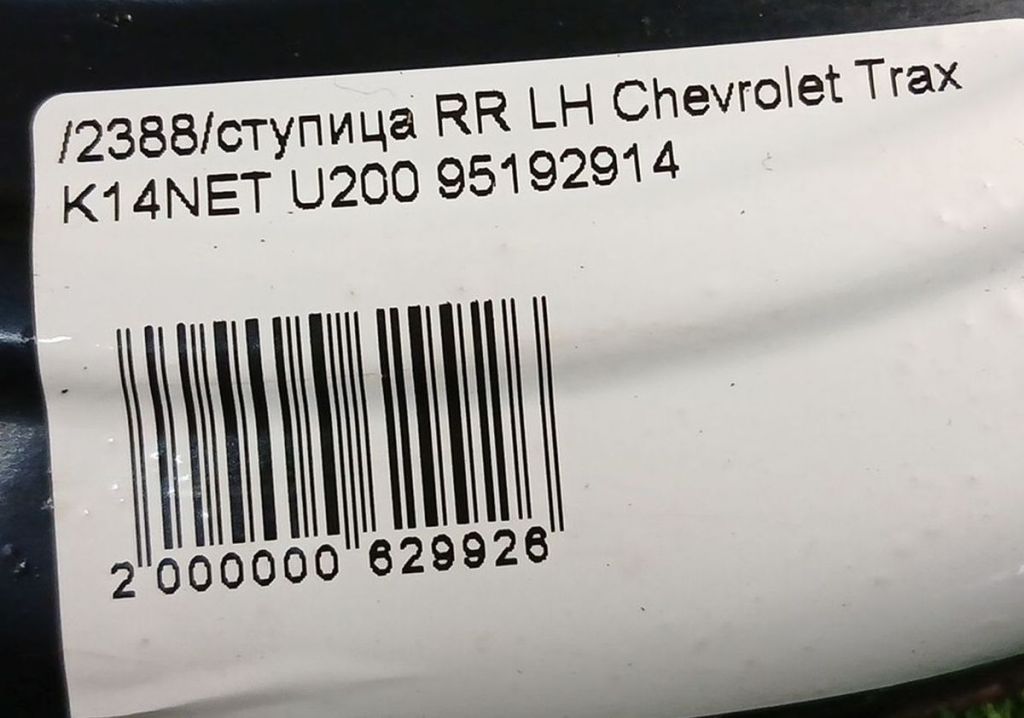 /2388/ступица RR LH Chevrolet Trax
K14NET U200 95192914
2 000000 629926